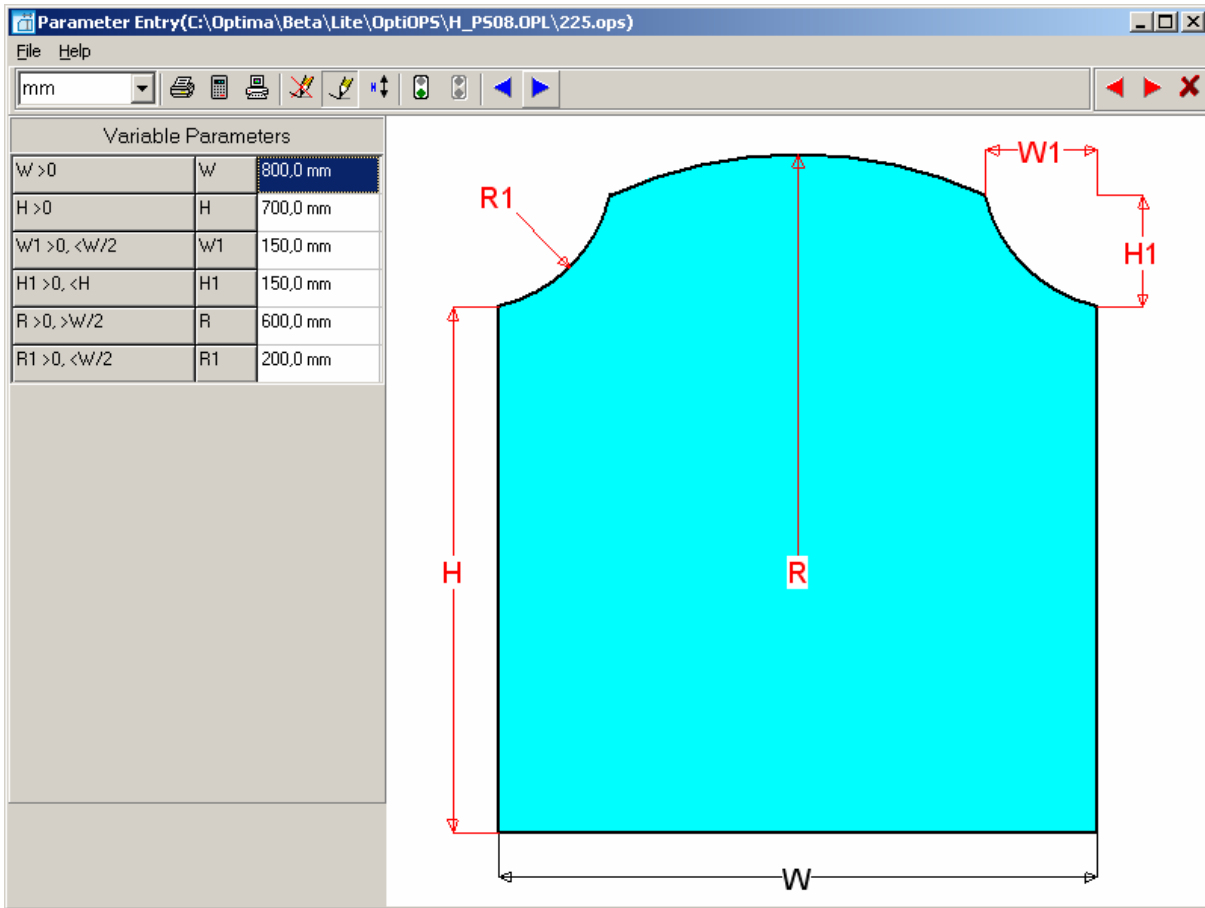 Parameter Entry(C:\Optima\Beta\Lite\OptiOPS\H_PS08.OPL\225.ops)
File Help
mm
H
Variable Parameters
W >0 W 800,0 mm
H >0 H 700,0 mm
W1 >0, <W/2 W1 150,0 mm
H1 >0, <H H1 150,0 mm
R >0, >W/2 R 600,0 mm
R1 >0, <W/2 R1 200,0 mm
W1
R1
H1
H
R
W